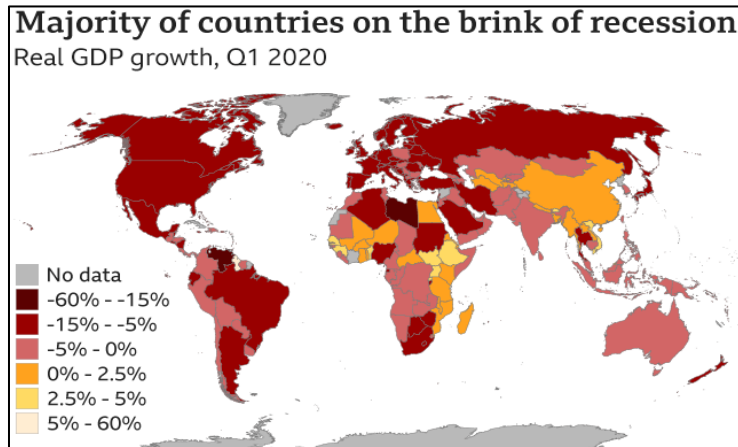 Majority of countries on the brink of recession
Real GDP growth, Q1 2020
No data
-60% - -15%
-15% - -5%
-5% - 0%
0% - 2.5%
2.5% - 5%
5% - 60%